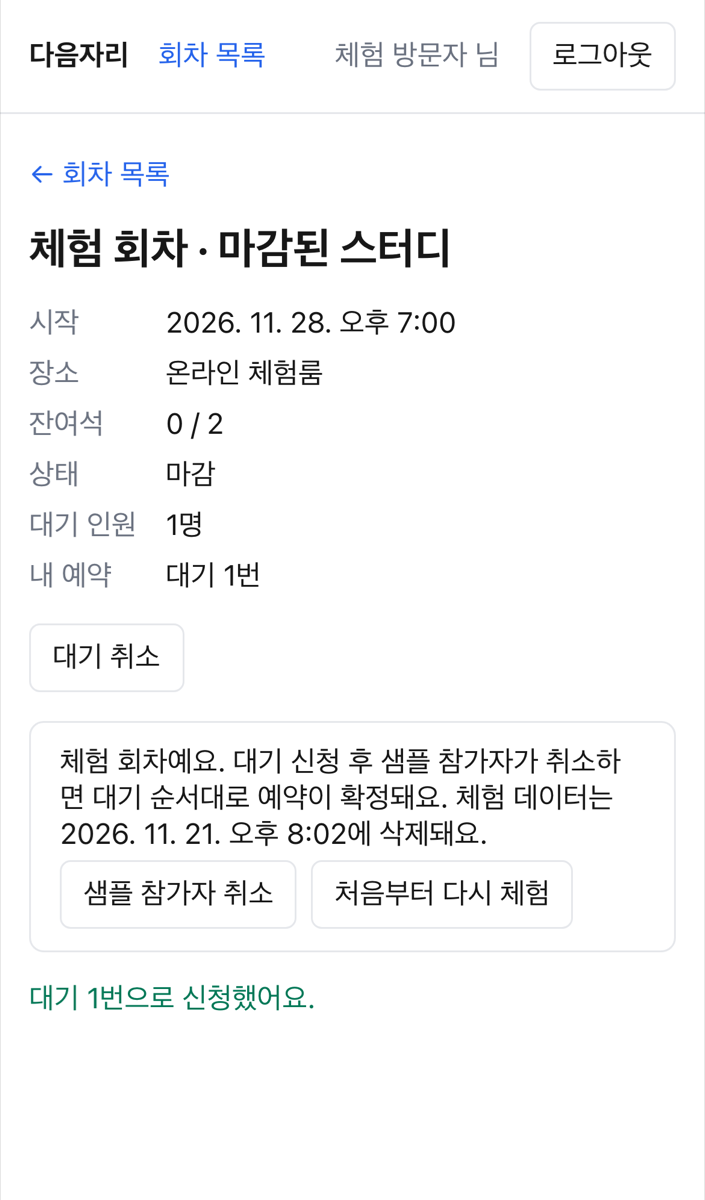 다음자리 회차 목록 체험 방문자 님 로그아웃
← 회차 목록
체험 회차 · 마감된 스터디
시작 2026. 11. 28. 오후 7:00
장소 온라인 체험룸
잔여석 0 / 2
상태 마감
대기 인원 1명
내 예약 대기 1번
대기 취소
체험 회차예요. 대기 신청 후 샘플 참가자가 취소하
면 대기 순서대로 예약이 확정돼요. 체험 데이터는
2026. 11. 21. 오후 8:02에 삭제돼요.
샘플 참가자 취소 처음부터 다시 체험
대기 1번으로 신청했어요.